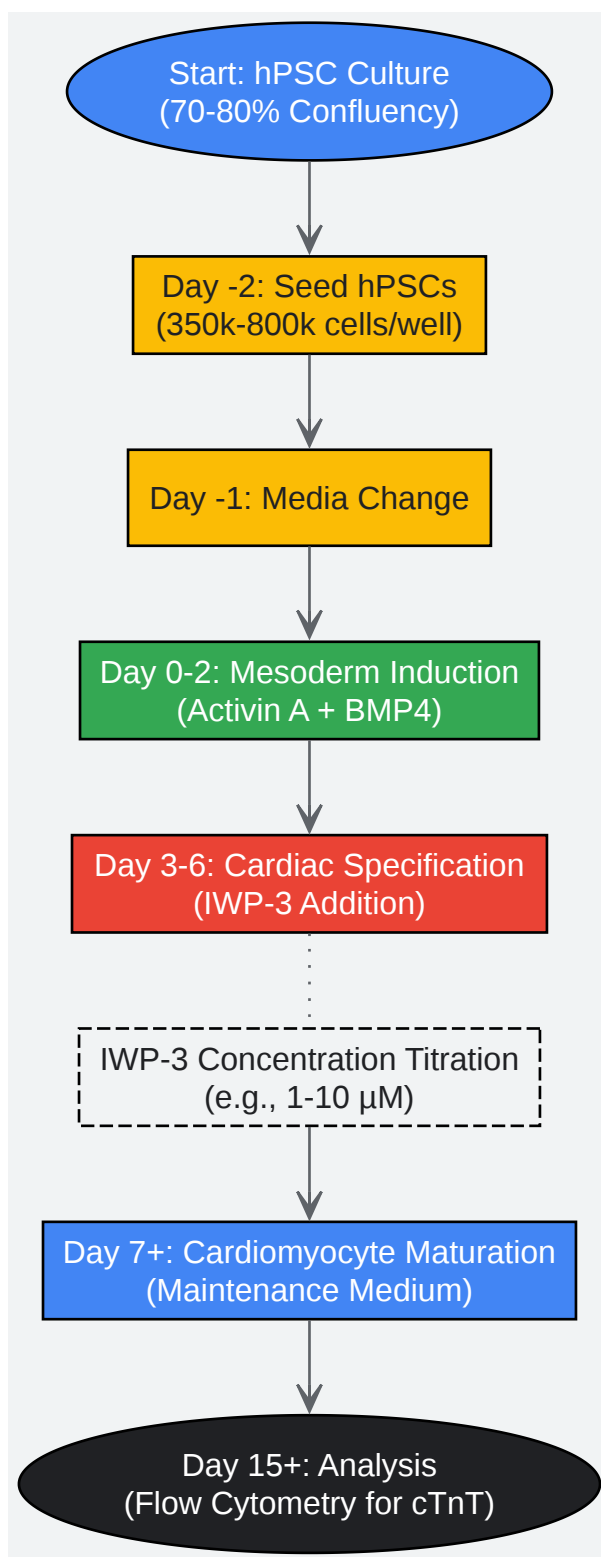 Start: hPSC Culture
(70-80% Confluency)
Day -2: Seed hPSCs
(350k-800k cells/well)
Day -1: Media Change
Day 0-2: Mesoderm Induction
(Activin A + BMP4)
Day 3-6: Cardiac Specification
(IWP-3 Addition)
IWP-3 Concentration Titration
(e.g., 1-10 µM)
Day 7+: Cardiomyocyte Maturation
(Maintenance Medium)
Day 15+: Analysis
(Flow Cytometry for cTnT)